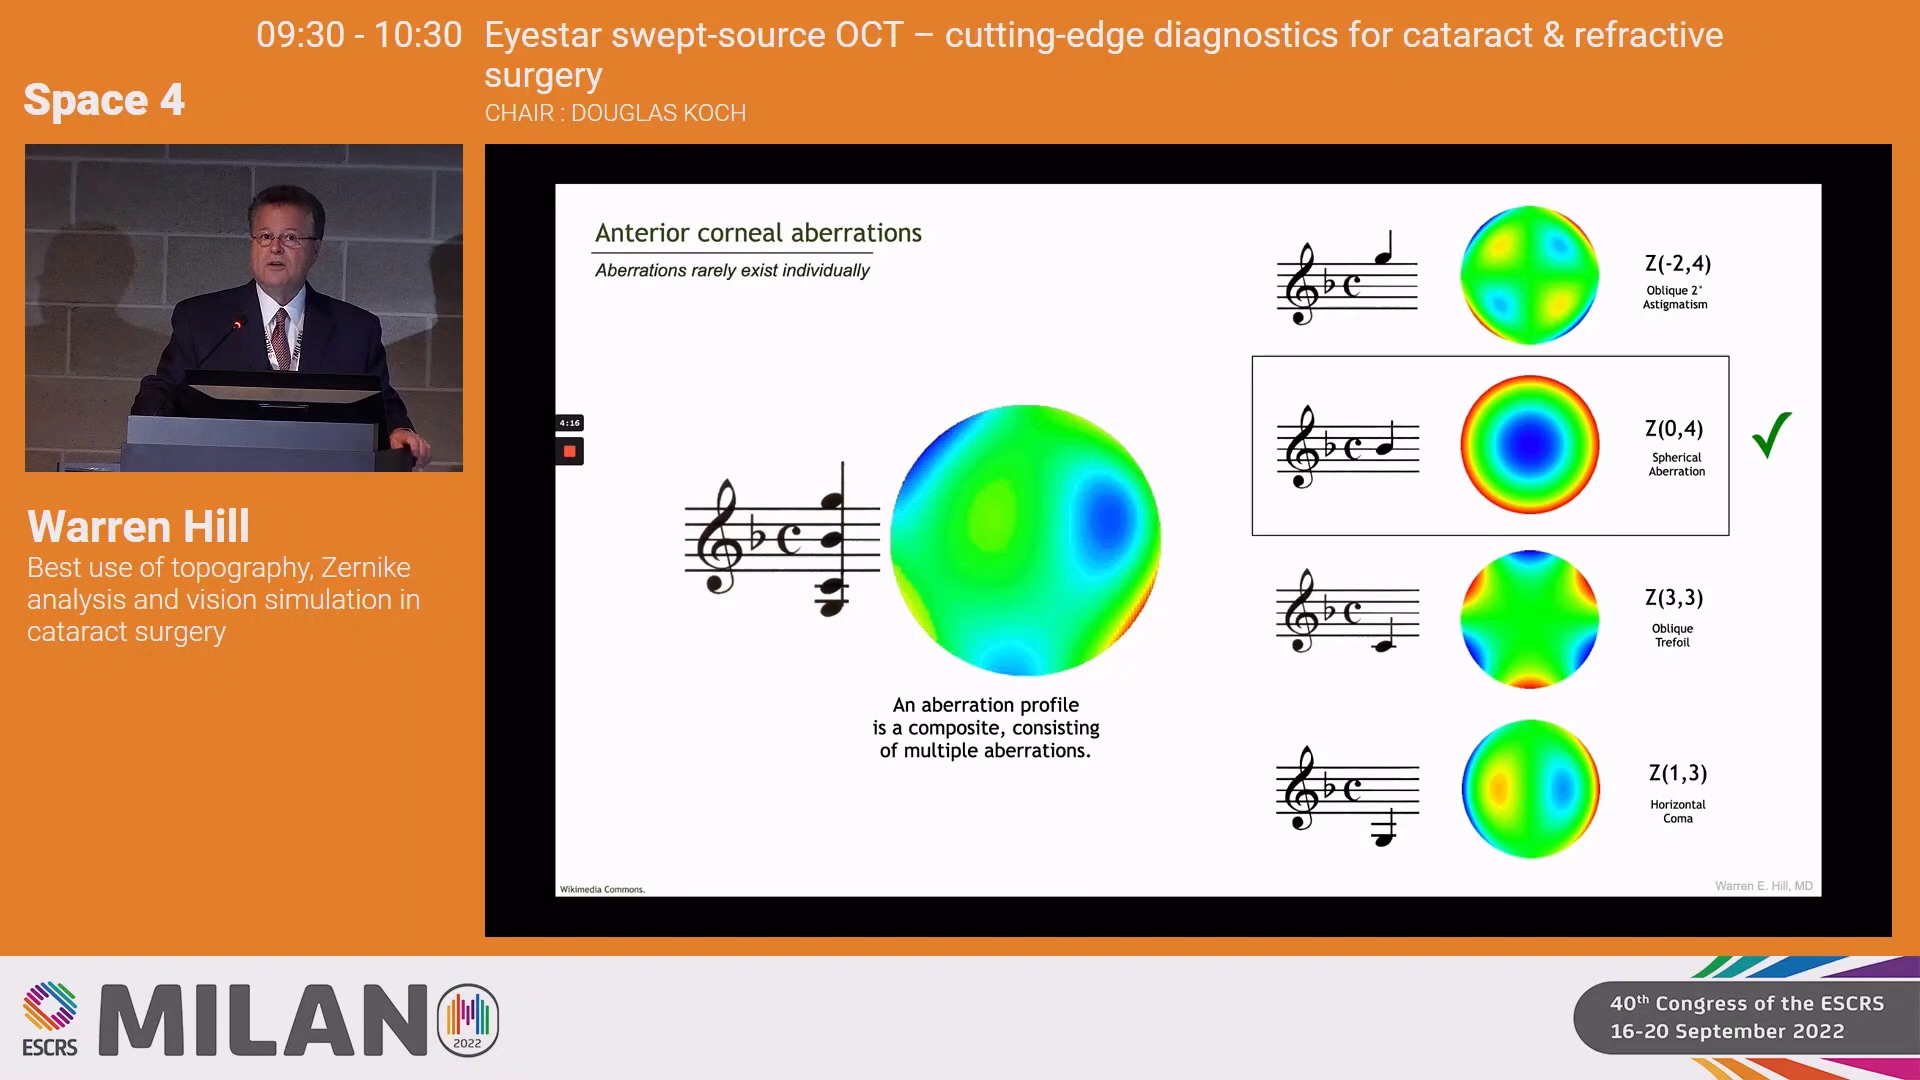 09:30 - 10:30
Eyestar swept-source OCT – cutting-edge diagnostics for cataract & refractive
surgery
CHAIR : DOUGLAS KOCH
Space 4
Warren Hill
Best use of topography, Zernike
analysis and vision simulation in
cataract surgery
Anterior corneal aberrations
Aberrations rarely exist individually
4:16
An aberration profile
is a composite, consisting
of multiple aberrations.
Z(-2,4)
Oblique 2°
Astigmatism
Z(0,4)
Spherical
Aberration
Z(3,3)
Oblique
Trefoil
Z(1,3)
Horizontal
Coma
Wikimedia Commons.
Warren E. Hill, MD
ESCRS
MILANO
2022
40th Congress of the ESCRS
16-20 September 2022